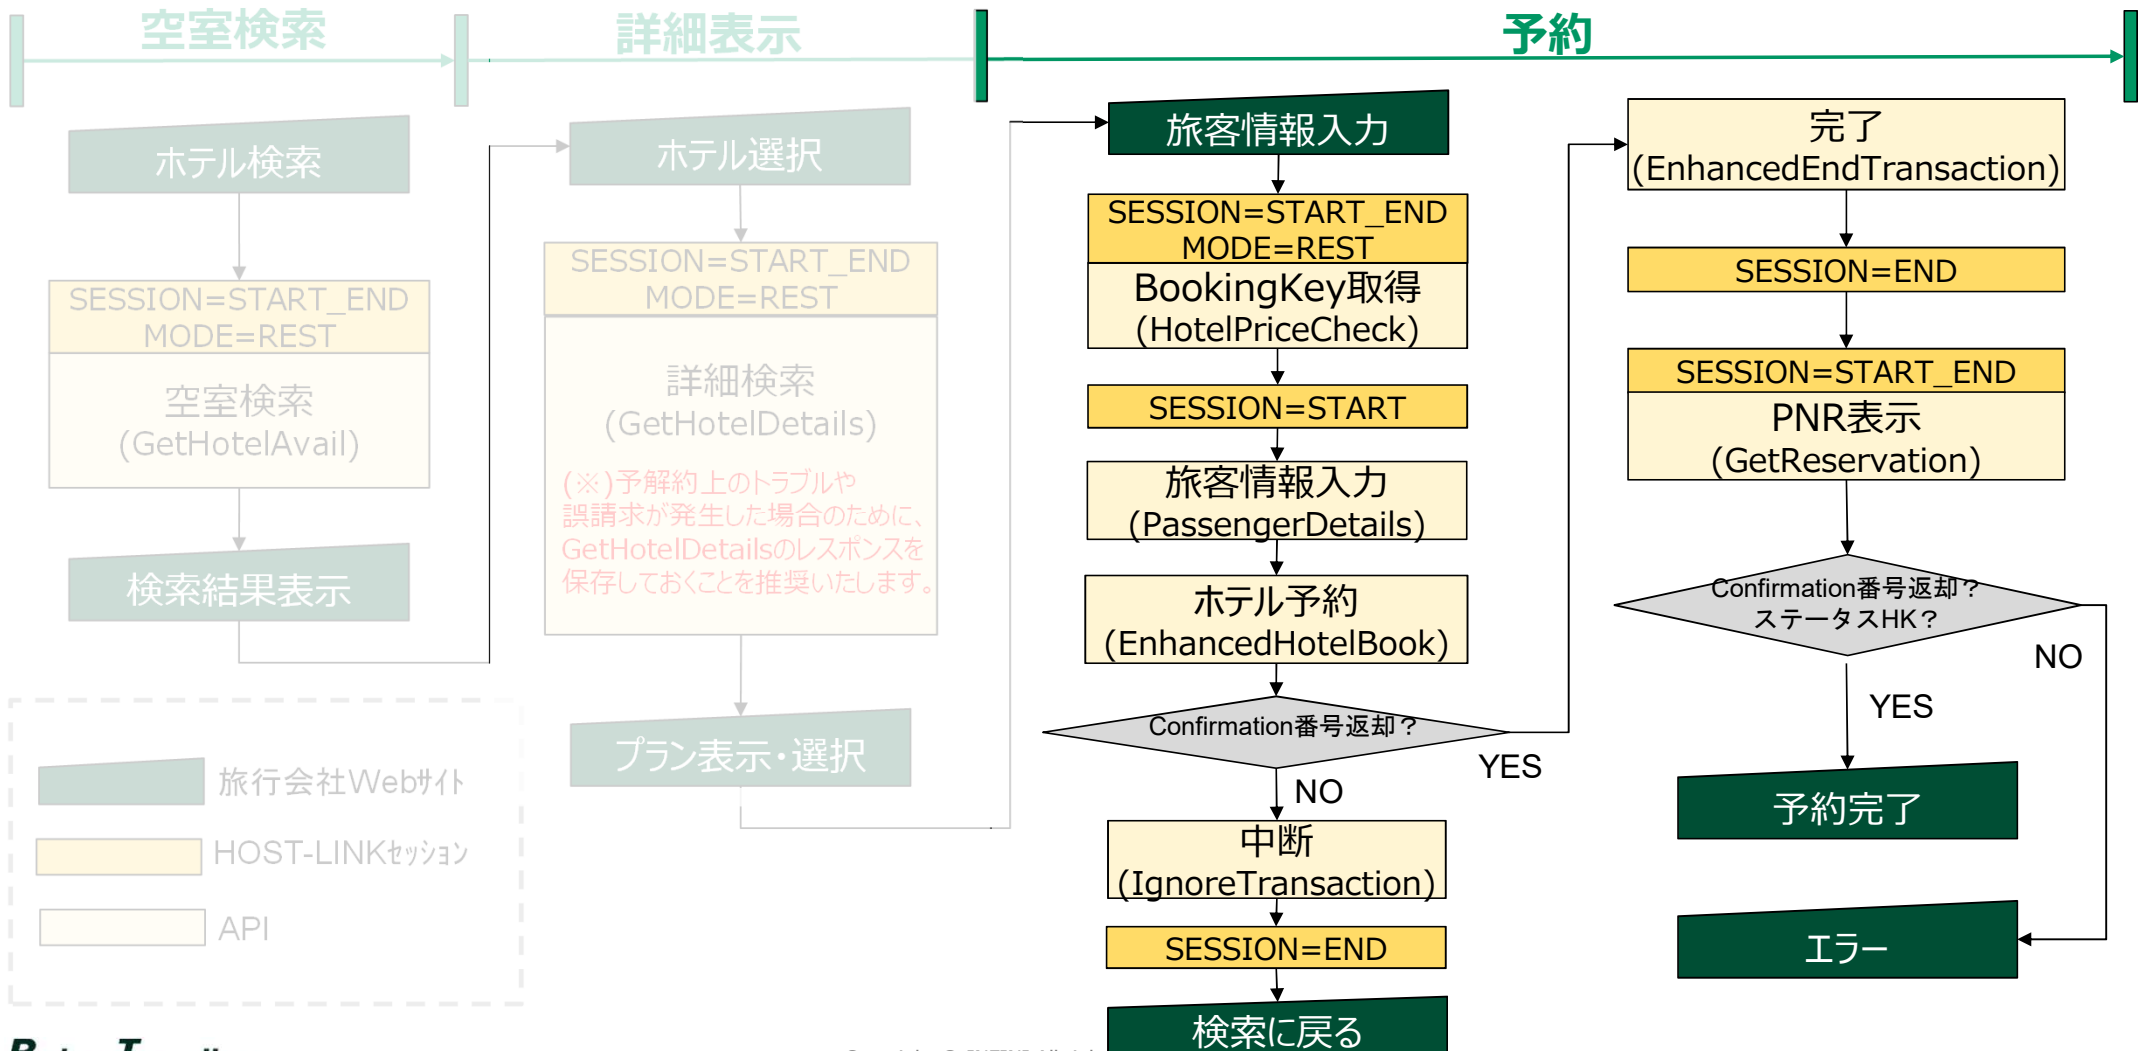 空室検索
詳細表示
予約
ホテル検索
SESSION=START_END
MODE=REST
空室検索
(GetHotelAvail)
検索結果表示
ホテル選択
SESSION=START_END
MODE=REST
詳細検索
(GetHotelDetails)
(※)予解約上のトラブルや
誤請求が発生した場合のために、
GetHotelDetailsのレスポンスを
保存しておくことを推奨いたします。
プラン表示・選択
旅客情報入力
SESSION=START_END
MODE=REST
BookingKey取得
(HotelPriceCheck)
SESSION=START
旅客情報入力
(PassengerDetails)
ホテル予約
(EnhancedHotelBook)
Confirmation番号返却？
YES
NO
中断
(IgnoreTransaction)
SESSION=END
検索に戻る
完了
(EnhancedEndTransaction)
SESSION=END
SESSION=START_END
PNR表示
(GetReservation)
Confirmation番号返却？
ステータスHK？
NO
YES
予約完了
エラー
旅行会社Webｻｲﾄ
HOST-LINKｾｯｼｮﾝ
API